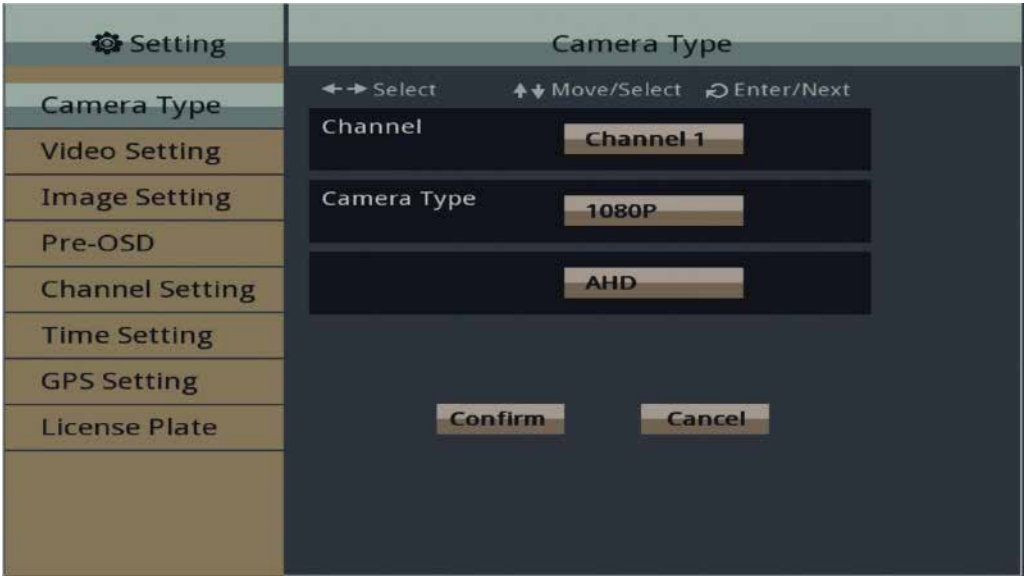 Setting
Camera Type
Video Setting
Image Setting
Pre-OSD
Channel Setting
Time Setting
GPS Setting
License Plate
Camera Type
Select Move/Select Enter/Next
Channel Channel 1
Camera Type 1080P
AHD
Confirm Cancel